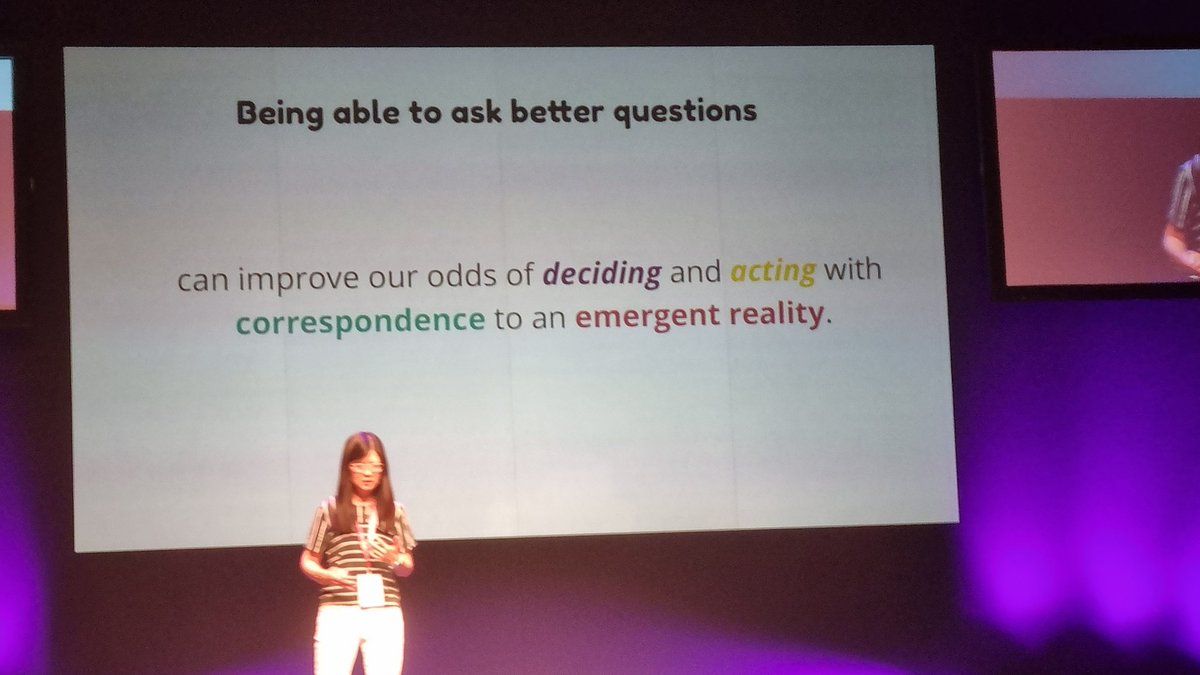 Being able to ask better questions
can improve our odds of deciding and acting with
correspondence to an emergent reality.